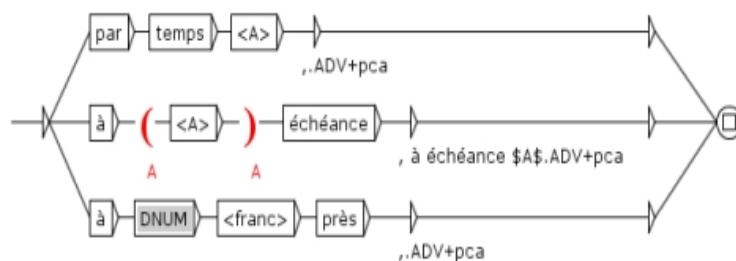 par temps <A>
,.ADV+pca
à ( <A> ) échéance
A A , à échéance $A$.ADV+pca
à DNUM <franc> près
,.ADV+pca